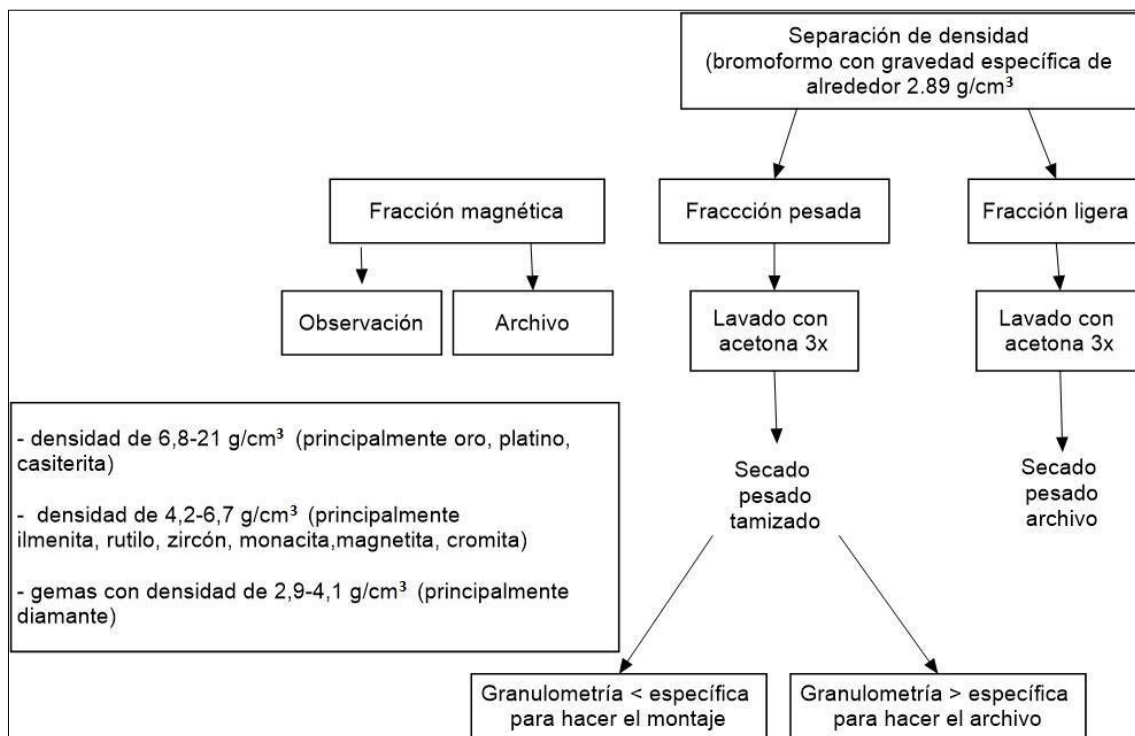 Separación de densidad
(bromoformo con gravedad específica de
alrededor 2.89 g/cm³
Fracción magnética
Fraccción pesada
Fracción ligera
Observación
Archivo
Lavado con
acetona 3x
Lavado con
acetona 3x
- densidad de 6,8-21 g/cm³ (principalmente oro, platino,
casiterita)
- densidad de 4,2-6,7 g/cm³ (principalmente
ilmenita, rutilo, zircón, monacita,magnetita, cromita)
- gemas con densidad de 2,9-4,1 g/cm³ (principalmente
diamante)
Secado
pesado
tamizado
Secado
pesado
archivo
Granulometría < específica
para hacer el montaje
Granulometría > específica
para hacer el archivo